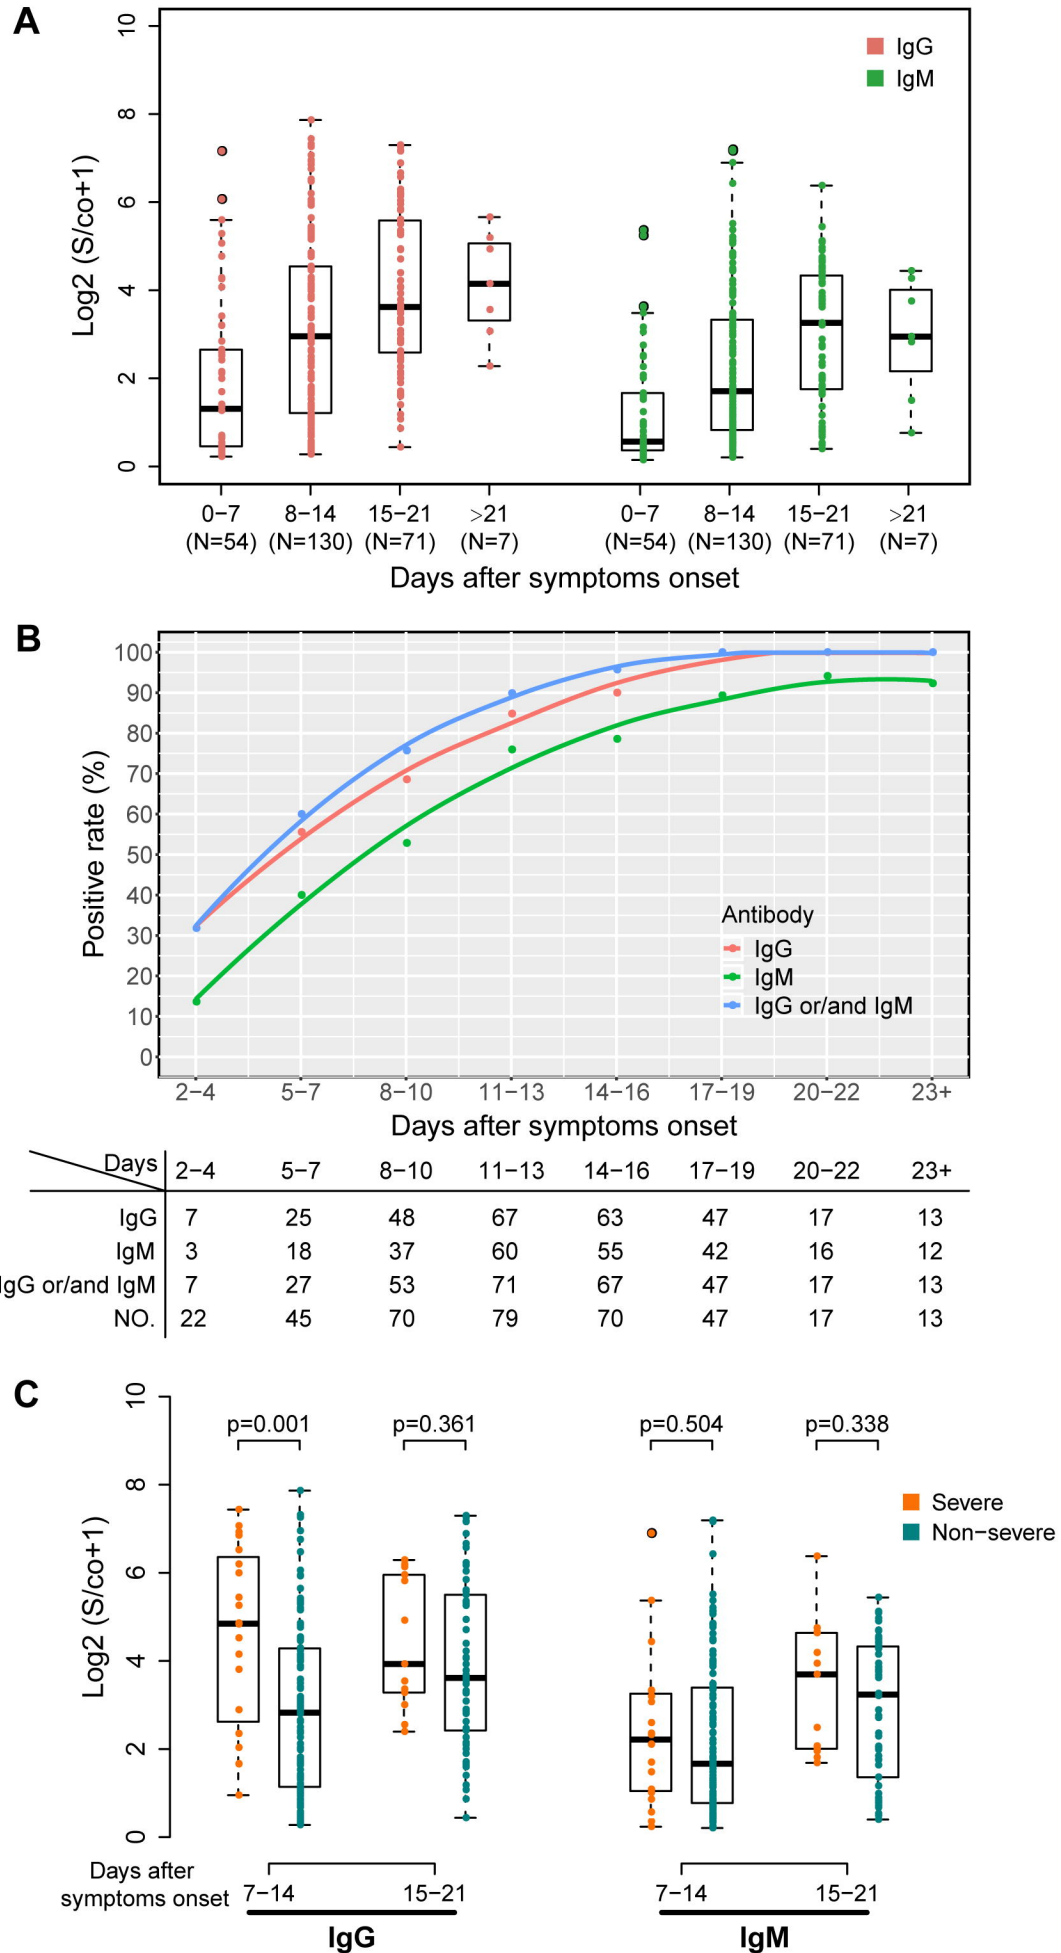 A
10
8
6
4
2
0
Log2 (S/co+1)
IgG
IgM
0−7 8−14 15−21 >21 0−7 8−14 15−21 >21
(N=54) (N=130) (N=71) (N=7) (N=54) (N=130) (N=71) (N=7)
Days after symptoms onset
B
100
90
80
70
60
50
40
30
20
10
0
Positive rate (%)
Antibody
IgG
IgM
IgG or/and IgM
2−4 5−7 8−10 11−13 14−16 17−19 20−22 23+
Days after symptoms onset
Days 2−4 5−7 8−10 11−13 14−16 17−19 20−22 23+
IgG 7 25 48 67 63 47 17 13
IgM 3 18 37 60 55 42 16 12
IgG or/and IgM 7 27 53 71 67 47 17 13
NO. 22 45 70 79 70 47 17 13
C
10
8
6
4
2
0
Log2 (S/co+1)
p=0.001 p=0.361 p=0.504 p=0.338
Severe
Non−severe
Days after
symptoms onset 7−14 15−21 7−14 15−21
IgG IgM